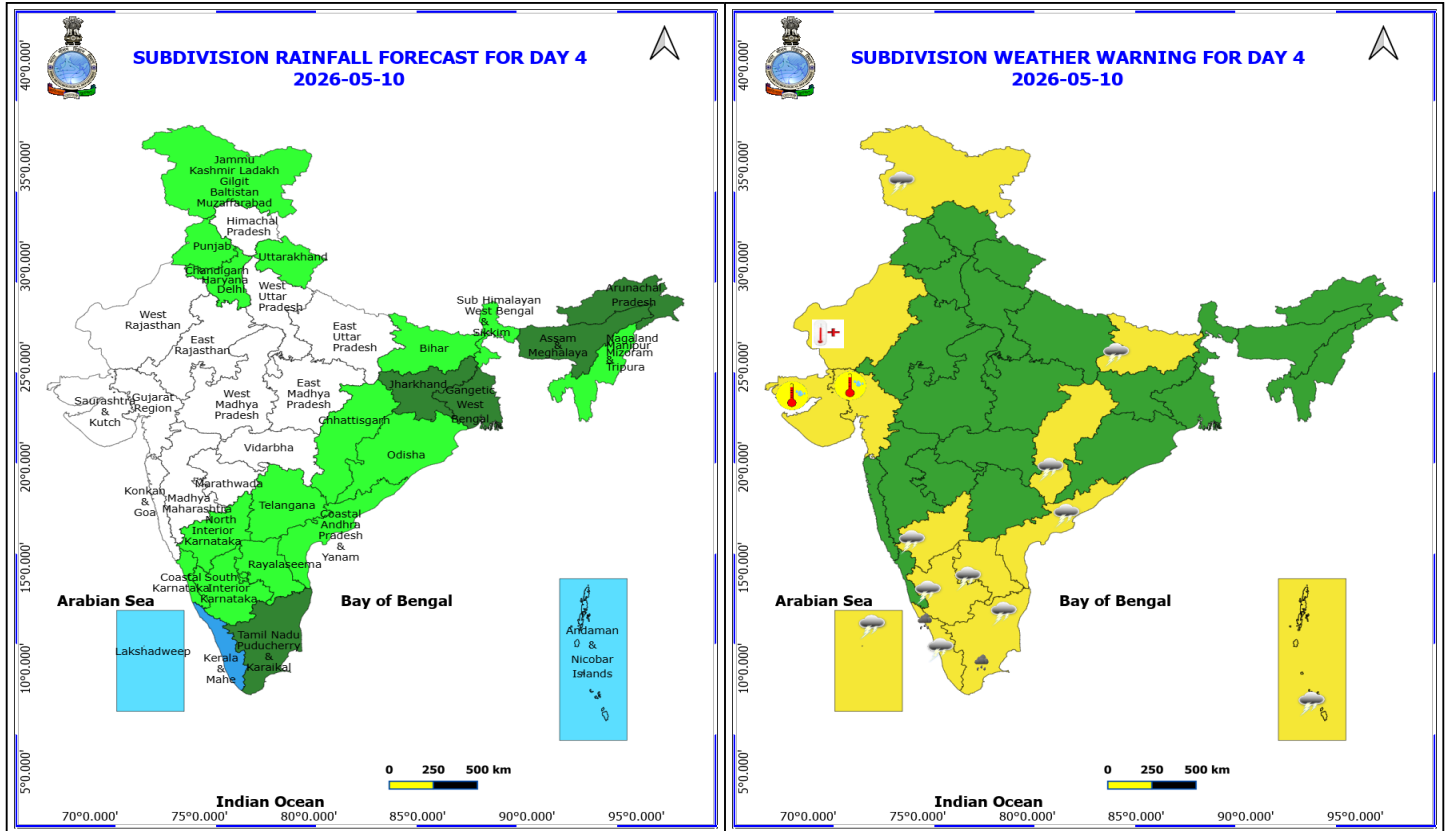 SUBDIVISION RAINFALL FORECAST FOR DAY 4
2026-05-10
40°0.000'
35°0.000'
30°0.000'
25°0.000'
20°0.000'
15°0.000'
10°0.000'
5°0.000'
Jammu
Kashmir Ladakh
Gilgit
Baltistan
Muzaffarabad
Himachal
Pradesh
Punjab
Uttarakhand
Chandigarh
Haryana
Delhi
West
Uttar
Pradesh
West
Rajasthan
East
Rajasthan
East
Uttar
Pradesh
Sub Himalayan
West Bengal
&
Sikkim
Arunachal
Pradesh
Assam
&
Meghalaya
Nagaland
Manipur
Mizoram
&
Tripura
Bihar
Jharkhand
Gangetic
West
Bengal
Saurashtra
&
Kutch
Gujarat
Region
West
Madhya
Pradesh
East
Madhya
Pradesh
Chhattisgarh
Odisha
Vidarbha
Konkan
&
Goa
Madhya
Maharashtra
Marathwada
Telangana
North
Interior
Karnataka
Coastal
Andhra
Pradesh
&
Yanam
Rayalaseema
Coastal
Karnataka
South
Interior
Karnataka
Arabian Sea
Bay of Bengal
Lakshadweep
Kerala
&
Mahe
Tamil Nadu
Puducherry
&
Karaikal
Andaman
&
Nicobar
Islands
0 250 500 km
Indian Ocean
70°0.000' 75°0.000' 80°0.000' 85°0.000' 90°0.000' 95°0.000'
SUBDIVISION WEATHER WARNING FOR DAY 4
2026-05-10
40°0.000'
35°0.000'
30°0.000'
25°0.000'
20°0.000'
15°0.000'
10°0.000'
5°0.000'
Arabian Sea
Bay of Bengal
0 250 500 km
Indian Ocean
70°0.000' 75°0.000' 80°0.000' 85°0.000' 90°0.000' 95°0.000'